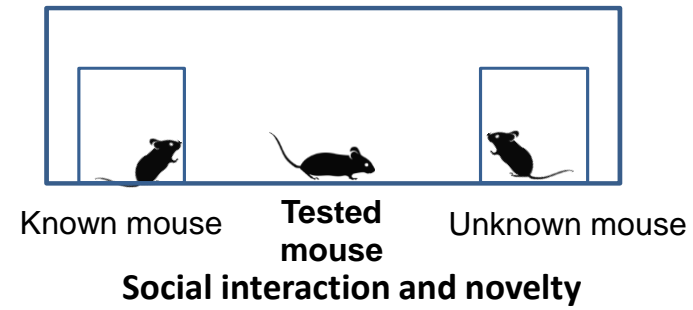 Known mouse
Tested
mouse
Unknown mouse
Social interaction and novelty